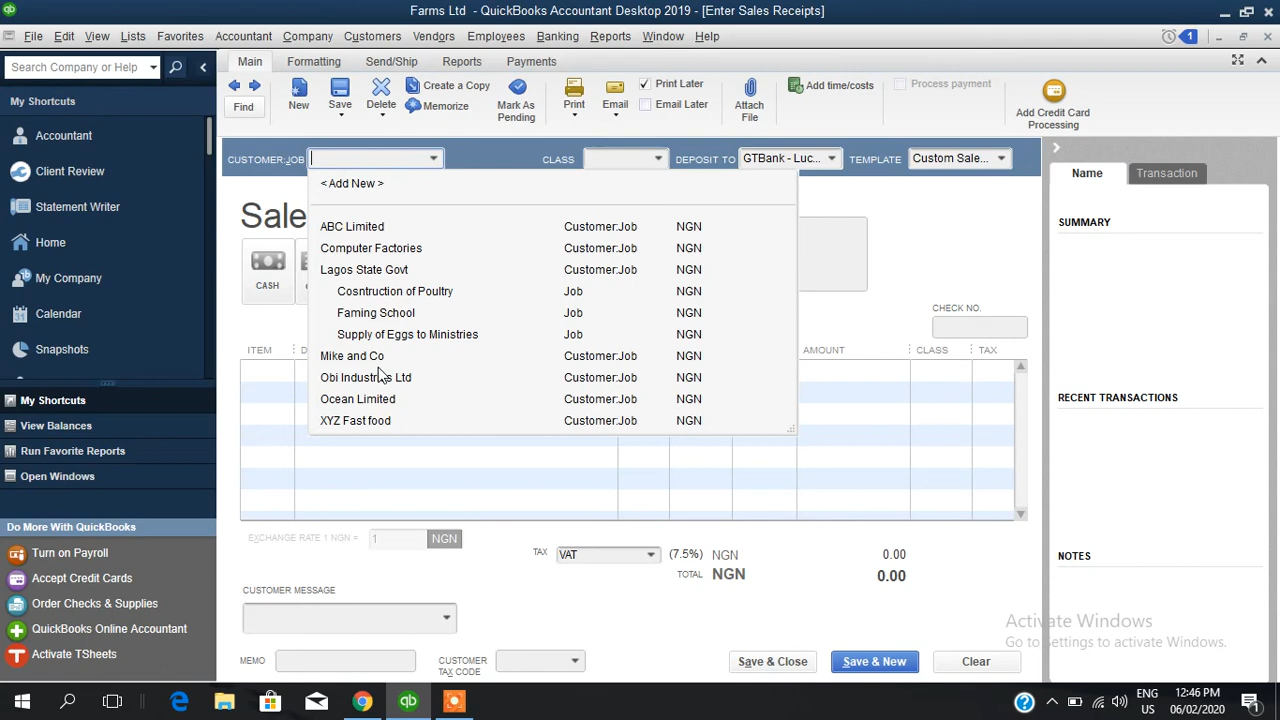 Farms Ltd - QuickBooks Accountant Desktop 2019 - [Enter Sales Receipts]
File Edit View Lists Favorites Accountant Company Customers Vendors Employees Banking Reports Window Help 1
Search Company or Help
Main Formatting Send/Ship Reports Payments
Find New Save Delete Create a Copy Memorize Mark As Pending Print Email Print Later Email Later Attach File Add time/costs Process payment Add Credit Card Processing
My Shortcuts
Accountant
Client Review
Statement Writer
Home
My Company
Calendar
Snapshots
My Shortcuts
View Balances
Run Favorite Reports
Open Windows
Do More With QuickBooks
Turn on Payroll
Accept Credit Cards
Order Checks & Supplies
QuickBooks Online Accountant
Activate TSheets
CUSTOMER:JOB CLASS DEPOSIT TO GTBank - Luc... TEMPLATE Custom Sale...
< Add New >
ABC Limited Customer:Job NGN
Computer Factories Customer:Job NGN
Lagos State Govt Customer:Job NGN
Cosntruction of Poultry Job NGN
Faming School Job NGN
Supply of Eggs to Ministries Job NGN
Mike and Co Customer:Job NGN
Obi Industries Ltd Customer:Job NGN
Ocean Limited Customer:Job NGN
XYZ Fast food Customer:Job NGN
Sale
CASH
CHECK NO.
ITEM D AMOUNT CLASS TAX
EXCHANGE RATE 1 NGN = 1 NGN
TAX VAT (7.5%) NGN 0.00
TOTAL NGN 0.00
CUSTOMER MESSAGE
MEMO CUSTOMER TAX CODE Save & Close Save & New Clear
Name Transaction
SUMMARY
RECENT TRANSACTIONS
NOTES
Activate Windows
Go to Settings to activate Windows.
ENG US
12:46 PM
06/02/2020
1